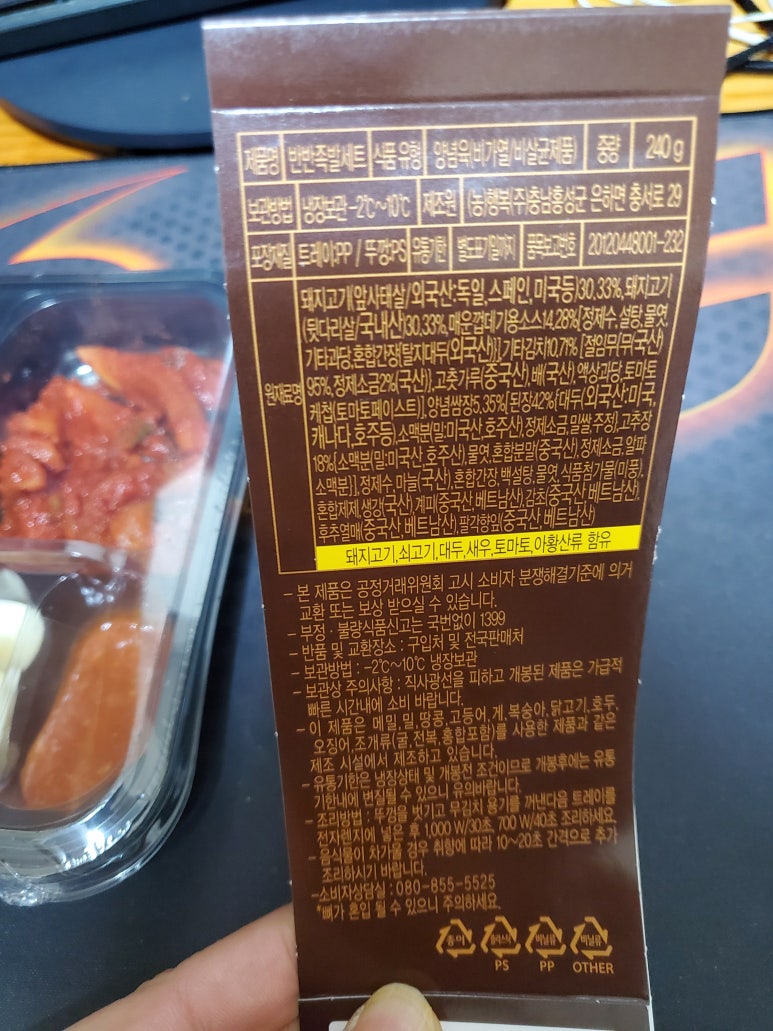 제품명 반반족발세트 식품 유형 양념육(비가열/비살균제품) 중량 240 g
보관방법 냉장보관 -2℃~10℃ 제조원 (농)행복(주)충남홍성군 은하면 충서로 29
포장재질 트레이:PP / 뚜껑:PS 유통기한 별도표기일까지 품목보고번호 20120448001-232
원재료명
돼지고기(앞사태살/외국산:독일,스페인,미국등)30.33%,돼지고기
(뒷다리살/국내산)30.33%,매운껍데기용소스14.28%[정제수,설탕,물엿,
기타과당,혼합간장{탈지대두(외국산)}],기타김치10.71% [절임무{무(국산)
95%,정제소금2%(국산)},고춧가루(중국산),배(국산),액상과당,토마토
케첩(토마토페이스트)],양념쌈장5.35%[된장42%{대두(외국산:미국,
캐나다,호주등),소맥분(밀:미국산,호주산),정제소금,밀쌀,주정},고추장
18%{소맥분(밀:미국산,호주산),물엿,혼합분말(중국산),정제소금,알파
소맥분}],정제수,마늘(국산),혼합간장,백설탕,물엿,식품첨가물(미풍),
혼합제제,생강(국산),계피(중국산,베트남산),감초(중국산,베트남산),
후추열매(중국산,베트남산),팔각향임(중국산,베트남산)
돼지고기,쇠고기,대두,새우,토마토,아황산류 함유
- 본 제품은 공정거래위원회 고시 소비자 분쟁해결기준에 의거
교환 또는 보상 받으실 수 있습니다.
- 부정 · 불량식품신고는 국번없이 1399
- 반품 및 교환장소 : 구입처 및 전국판매처
- 보관방법 : -2℃~10℃ 냉장보관
- 보관상 주의사항 : 직사광선을 피하고 개봉된 제품은 가급적
빠른 시간내에 소비 바랍니다.
- 이 제품은 메밀,밀,땅콩,고등어,게,복숭아,닭고기,호두,
오징어,조개류(굴,전복,홍합포함)를 사용한 제품과 같은
제조 시설에서 제조하고 있습니다.
- 유통기한은 냉장상태 및 개봉전 조건이므로 개봉후에는 유통
기한내에 변질될 수 있으니 유의바랍니다.
- 조리방법 : 뚜껑을 벗기고 무김치 용기를 꺼낸다음 트레이를
전자렌지에 넣은 후 1,000 W/30초, 700 W/40초 조리하세요.
- 음식물이 차가울 경우 취향에 따라 10~20초 간격으로 추가
조리하시기 바랍니다.
-소비자상담실 : 080-855-5525
*뼈가 혼입 될 수 있으니 주의하세요.
종이 플라스틱 비닐류 비닐류
PS PP OTHER